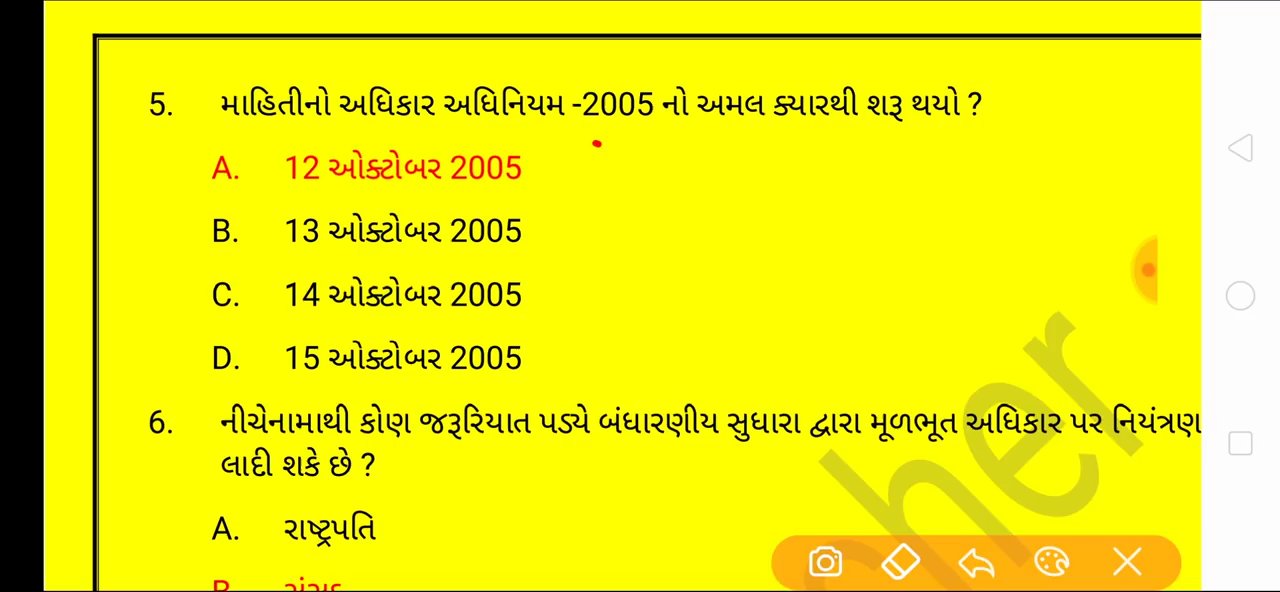 5. માહિતીનો અધિકાર અધિનિયમ -2005 નો અમલ ક્યારથી શરૂ થયો ?
A. 12 ઓક્ટોબર 2005
B. 13 ઓક્ટોબર 2005
C. 14 ઓક્ટોબર 2005
D. 15 ઓક્ટોબર 2005
6. નીચેનામાથી કોણ જરૂરિયાત પડ્યે બંધારણીય સુધારા દ્વારા મૂળભૂત અધિકાર પર નિયંત્રણ
લાદી શકે છે ?
A. રાષ્ટ્રપતિ
her